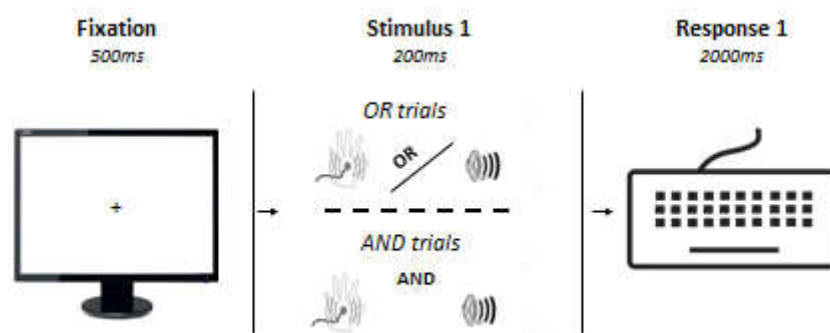 Fixation
500ms
Stimulus 1
200ms
Response 1
2000ms
OR trials
OR
AND trials
AND